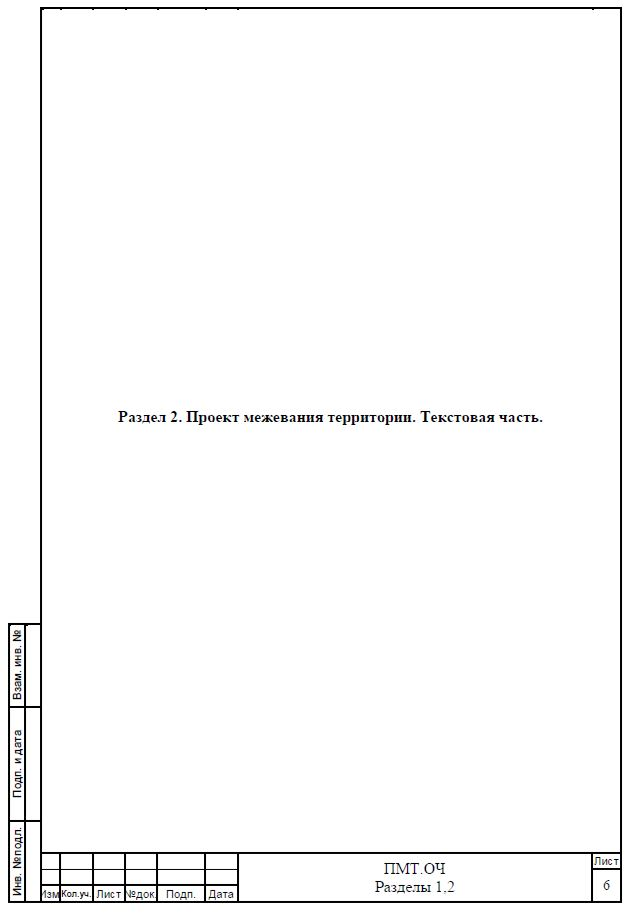 Раздел 2. Проект межевания территории. Текстовая часть.
Взам. инв. №
Подп. и дата
Инв. №подл.
Изм Кол.уч. Лист №док. Подп. Дата
ПМТ.ОЧ
Разделы 1,2
Лист
6